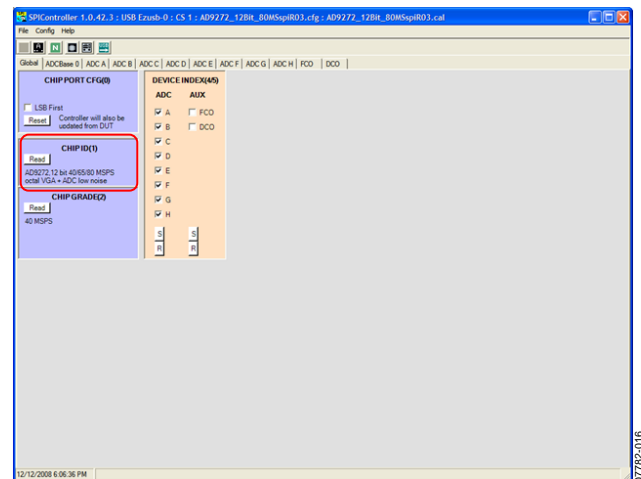 SPIController 1.0.42.3 : USB Ezusb-0 : CS 1 : AD9272_12Bit_80MSspiR03.cfg : AD9272_12Bit_80MSspiR03.cal
File Config Help
Global ADCBase 0 ADC A ADC B ADC C ADC D ADC E ADC F ADC G ADC H FCO DCO
CHIP PORT CFG(0)
LSB First
Reset
Controller will also be
updated from DUT
CHIP ID(1)
Read
AD9272,12 bit 40/65/80 MSPS
octal VGA + ADC low noise
CHIP GRADE(2)
Read
40 MSPS
DEVICE INDEX(4/5)
ADC AUX
A FCO
B DCO
C
D
E
F
G
H
S S
R R
12/12/2008 6:06:36 PM
07782-016